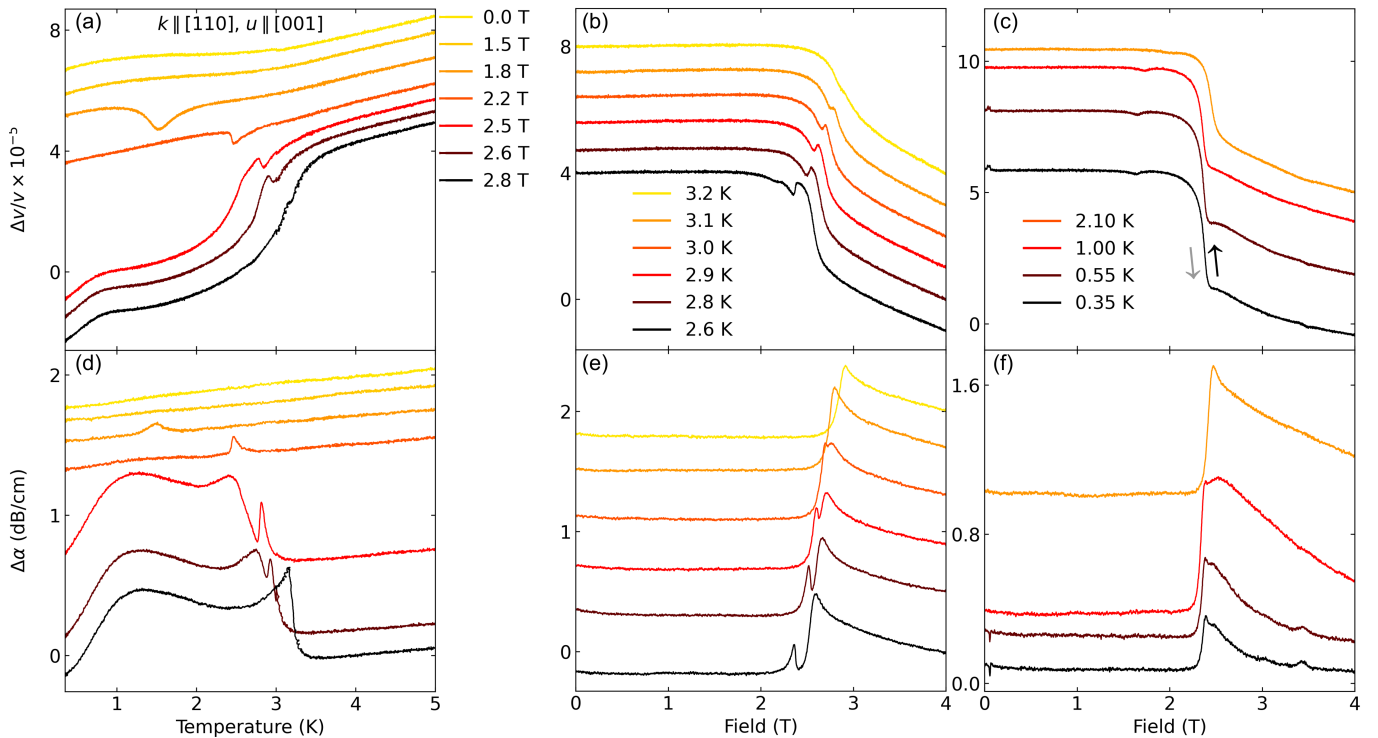 (a)
k ∥ [110], u ∥ [001]
8
4
0
Δv/v × 10⁻⁵
0.0 T
1.5 T
1.8 T
2.2 T
2.5 T
2.6 T
2.8 T
(b)
8
4
0
3.2 K
3.1 K
3.0 K
2.9 K
2.8 K
2.6 K
(c)
10
5
0
2.10 K
1.00 K
0.55 K
0.35 K
(d)
2
1
0
Δα (dB/cm)
1 2 3 4 5
Temperature (K)
(e)
2
1
0
0 1 2 3 4
Field (T)
(f)
1.6
0.8
0.0
0 1 2 3 4
Field (T)